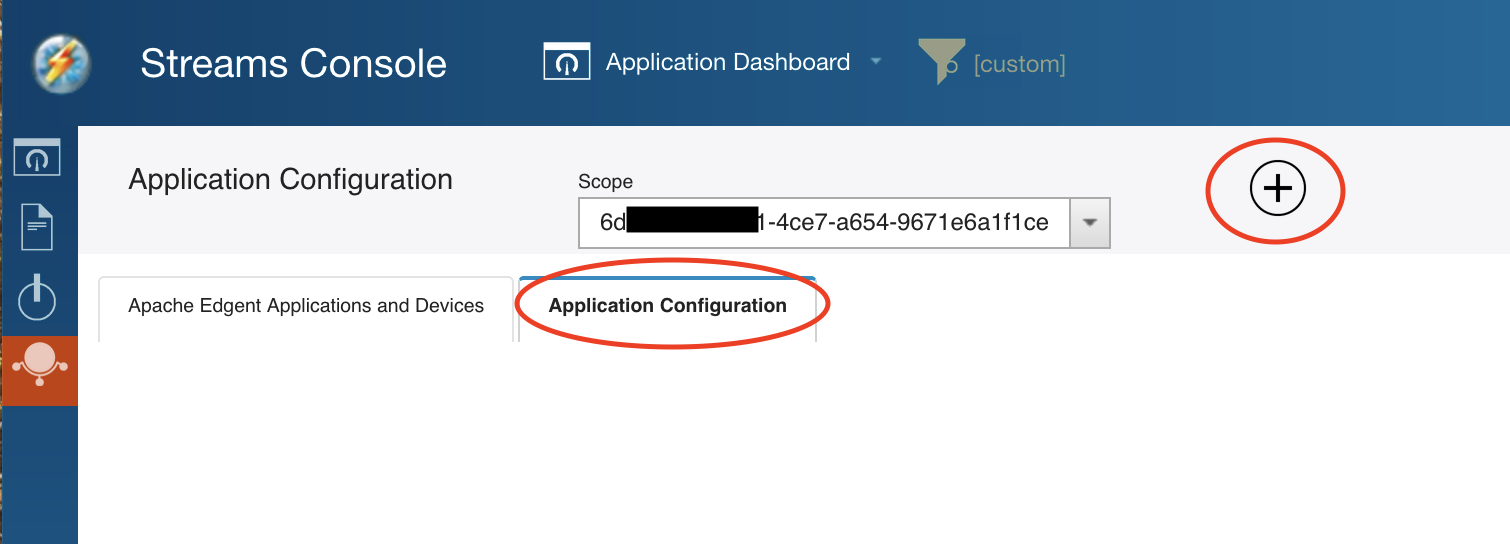 Streams Console
Application Dashboard
[custom]
Application Configuration
Scope
6d 1-4ce7-a654-9671e6a1f1ce
Apache Edgent Applications and Devices
Application Configuration